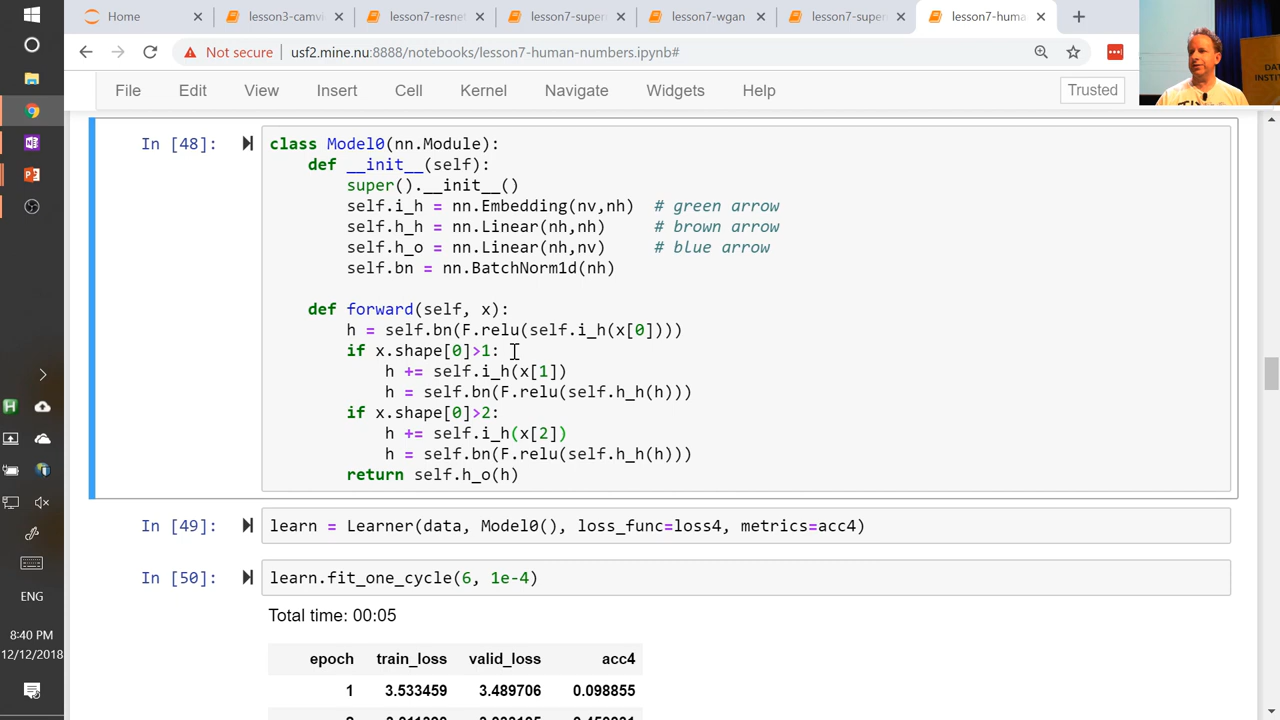 Home
lesson3-camvi
lesson7-resne
lesson7-super
lesson7-wgan
lesson7-super
lesson7-huma
Not secure
usf2.mine.nu:8888/notebooks/lesson7-human-numbers.ipynb#
File Edit View Insert Cell Kernel Navigate Widgets Help
Trusted
In [48]:
class Model0(nn.Module):
    def __init__(self):
        super().__init__()
        self.i_h = nn.Embedding(nv,nh)  # green arrow
        self.h_h = nn.Linear(nh,nh)     # brown arrow
        self.h_o = nn.Linear(nh,nv)     # blue arrow
        self.bn = nn.BatchNorm1d(nh)
    def forward(self, x):
        h = self.bn(F.relu(self.i_h(x[0])))
        if x.shape[0]>1:
            h += self.i_h(x[1])
            h = self.bn(F.relu(self.h_h(h)))
        if x.shape[0]>2:
            h += self.i_h(x[2])
            h = self.bn(F.relu(self.h_h(h)))
        return self.h_o(h)
In [49]:
learn = Learner(data, Model0(), loss_func=loss4, metrics=acc4)
In [50]:
learn.fit_one_cycle(6, 1e-4)
Total time: 00:05
epoch train_loss valid_loss acc4
1 3.533459 3.489706 0.098855
ENG
8:40 PM
12/12/2018
DAT
INSTIT